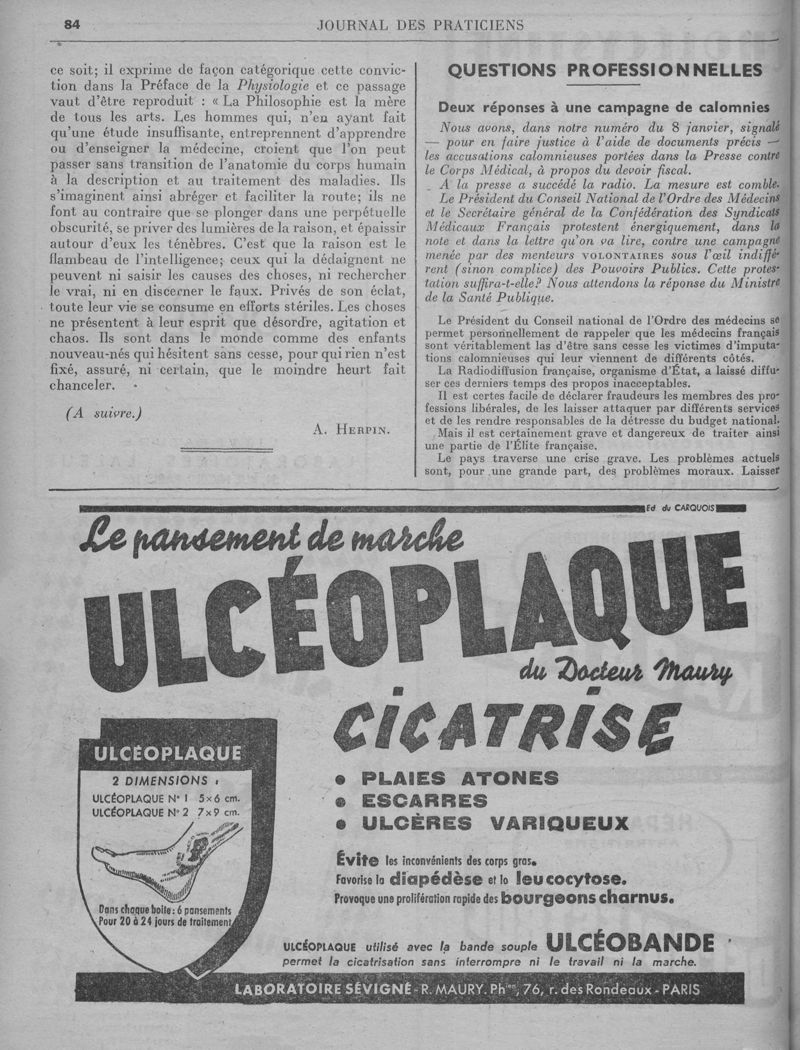 84
JOURNAL DES PRATICIENS
ce soit; il exprime de façon catégorique cette convic-
tion dans la Préface de la Physiologie et ce passage
vaut d'être reproduit : « La Philosophie est la mère
de tous les arts. Les hommes qui, n'en ayant fait
qu'une étude insuffisante, entreprennent d'apprendre
ou d'enseigner la médecine, croient que l'on peut
passer sans transition de l'anatomie du corps humain
à la description et au traitement des maladies. Ils
s'imaginent ainsi abréger et faciliter la route; ils ne
font au contraire que se plonger dans une perpétuelle
obscurité, se priver des lumières de la raison, et épaissir
autour d'eux les ténèbres. C'est que la raison est le
flambeau de l'intelligence; ceux qui la dédaignent ne
peuvent ni saisir les causes des choses, ni rechercher
le vrai, ni en discerner le faux. Privés de son éclat,
toute leur vie se consume en efforts stériles. Les choses
ne présentent à leur esprit que désordre, agitation et
chaos. Ils sont dans le monde comme des enfants
nouveau-nés qui hésitent sans cesse, pour qui rien n'est
fixé, assuré, ni certain, que le moindre heurt fait
chanceler.
(A suivre.)
A. HERPIN.
QUESTIONS PROFESSIONNELLES
Deux réponses à une campagne de calomnies
Nous avons, dans notre numéro du 8 janvier, signalé
— pour en faire justice à l'aide de documents précis —
les accusations calomnieuses portées dans la Presse contre
le Corps Médical, à propos du devoir fiscal.
A la presse a succédé la radio. La mesure est comble.
Le Président du Conseil National de l'Ordre des Médecins
et le Secrétaire général de la Confédération des Syndicats
Médicaux Français protestent énergiquement, dans la
note et dans la lettre qu'on va lire, contre une campagne
menée par des menteurs VOLONTAIRES sous l'œil indiffé-
rent (sinon complice) des Pouvoirs Publics. Cette protes-
tation suffira-t-elle? Nous attendons la réponse du Ministre
de la Santé Publique.
Le Président du Conseil national de l'Ordre des médecins se
permet personnellement de rappeler que les médecins français
sont véritablement las d'être sans cesse les victimes d'imputa-
tions calomnieuses qui leur viennent de différents côtés.
La Radiodiffusion française, organisme d'État, a laissé diffu-
ser ces derniers temps des propos inacceptables.
Il est certes facile de déclarer fraudeurs les membres des pro-
fessions libérales, de les laisser attaquer par différents services
et de les rendre responsables de la détresse du budget national.
Mais il est certainement grave et dangereux de traiter ainsi
une partie de l'Élite française.
Le pays traverse une crise grave. Les problèmes actuels
sont, pour une grande part, des problèmes moraux. Laisser
Ed du CARQUOIS
Le pansement de marche
ULCÉOPLAQUE
du Docteur Maury
CICATRISE
• PLAIES ATONES
• ESCARRES
• ULCÈRES VARIQUEUX
ULCÉOPLAQUE
2 DIMENSIONS :
ULCÉOPLAQUE N° 1 5×6 cm.
ULCÉOPLAQUE N° 2 7×9 cm.
Dans chaque boite : 6 pansements
Pour 20 à 24 jours de traitement
Évite les inconvénients des corps gras.
Favorise la diapédèse et la leucocytose.
Provoque une prolifération rapide des bourgeons charnus.
ULCÉOPLAQUE utilisé avec la bande souple ULCÉOBANDE
permet la cicatrisation sans interrompre ni le travail ni la marche.
LABORATOIRE SÉVIGNÉ - R. MAURY. Phien, 76, r. des Rondeaux - PARIS